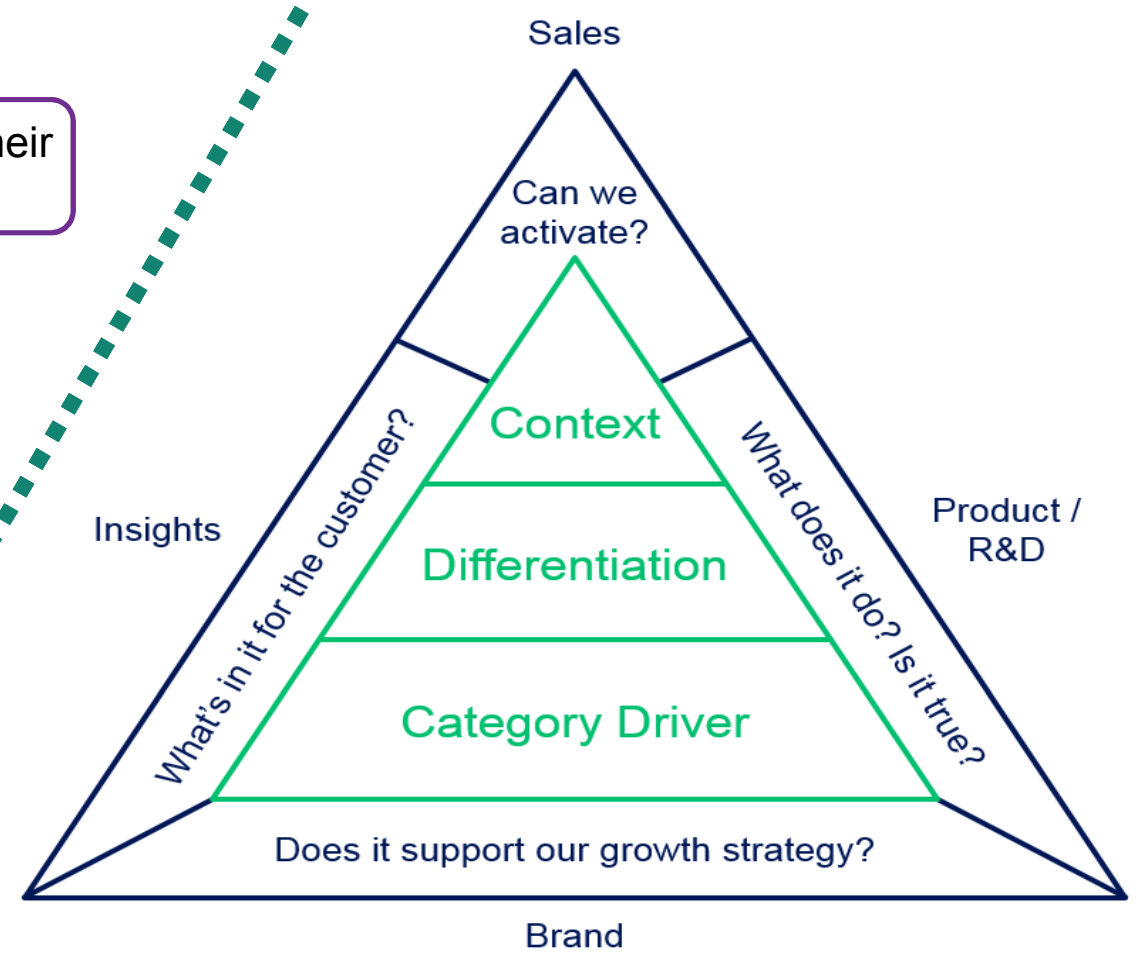 Sales
heir
Can we
activate?
Context
What's in it for the customer?
What does it do? Is it true?
Insights
Product /
R&D
Differentiation
Category Driver
Does it support our growth strategy?
Brand